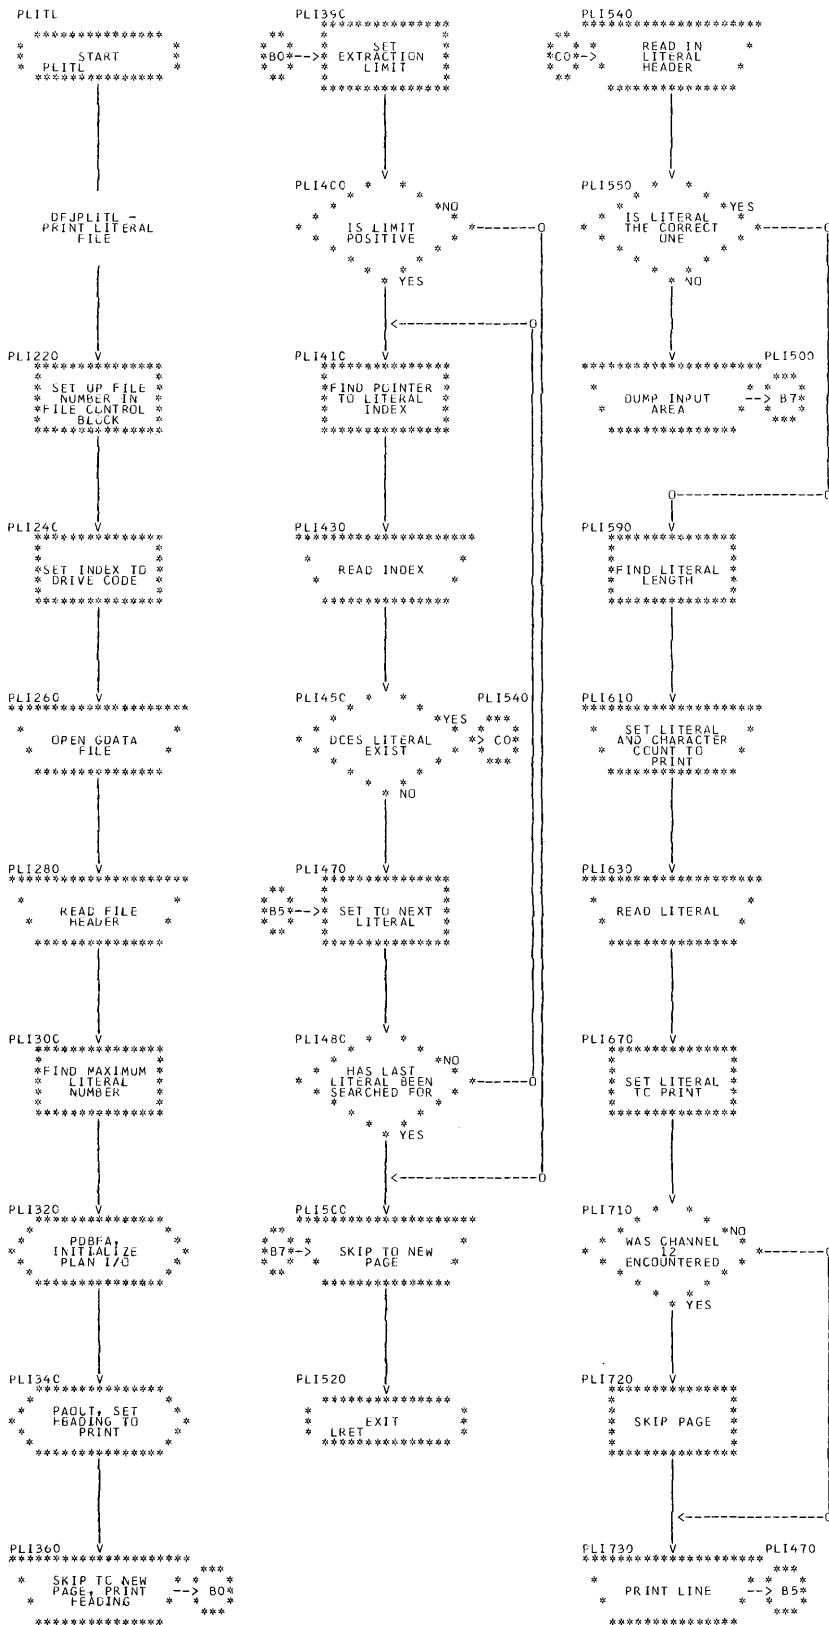 PLITL
START
PLITL
DFJPLITL -
PRINT LITERAL
FILE
PLI220
SET UP FILE
NUMBER IN
FILE CONTROL
BLOCK
PLI240
SET INDEX TO
DRIVE CODE
PLI260
OPEN GDATA
FILE
PLI280
READ FILE
HEADER
PLI300
FIND MAXIMUM
LITERAL
NUMBER
PLI320
PDBFA,
INITIALIZE
PLAN I/O
PLI340
PAOUT, SET
HEADING TO
PRINT
PLI360
SKIP TO NEW
PAGE, PRINT
HEADING
--> B0
PLI390
B0-->
SET
EXTRACTION
LIMIT
PLI400
NO
IS LIMIT
POSITIVE
YES
PLI410
FIND POINTER
TO LITERAL
INDEX
PLI430
READ INDEX
PLI450
PLI540
YES
DOES LITERAL
EXIST
-> C0
NO
PLI470
B5-->
SET TO NEXT
LITERAL
PLI480
NO
HAS LAST
LITERAL BEEN
SEARCHED FOR
YES
PLI500
B7-->
SKIP TO NEW
PAGE
PLI520
EXIT
LRET
PLI540
C0->
READ IN
LITERAL
HEADER
PLI550
YES
IS LITERAL
THE CORRECT
ONE
NO
PLI500
DUMP INPUT
AREA
--> B7
PLI590
FIND LITERAL
LENGTH
PLI610
SET LITERAL
AND CHARACTER
COUNT TO
PRINT
PLI630
READ LITERAL
PLI670
SET LITERAL
TO PRINT
PLI710
NO
WAS CHANNEL
12
ENCOUNTERED
YES
PLI720
SKIP PAGE
PLI730
PLI470
PRINT LINE
--> B5